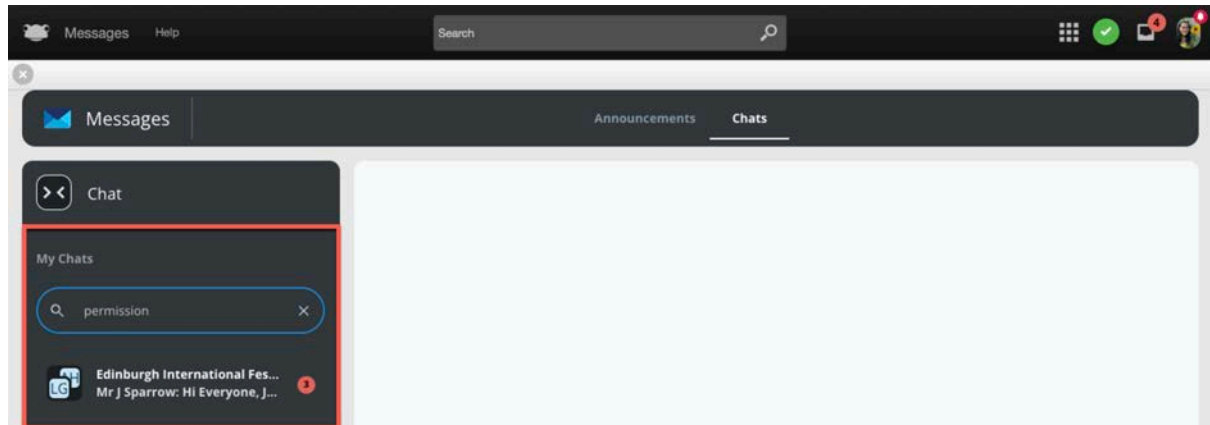 Messages Help Search 4
Messages Announcements Chats
Chat
My Chats
permission
Edinburgh International Fes...
Mr J Sparrow: Hi Everyone, J...
LG
3